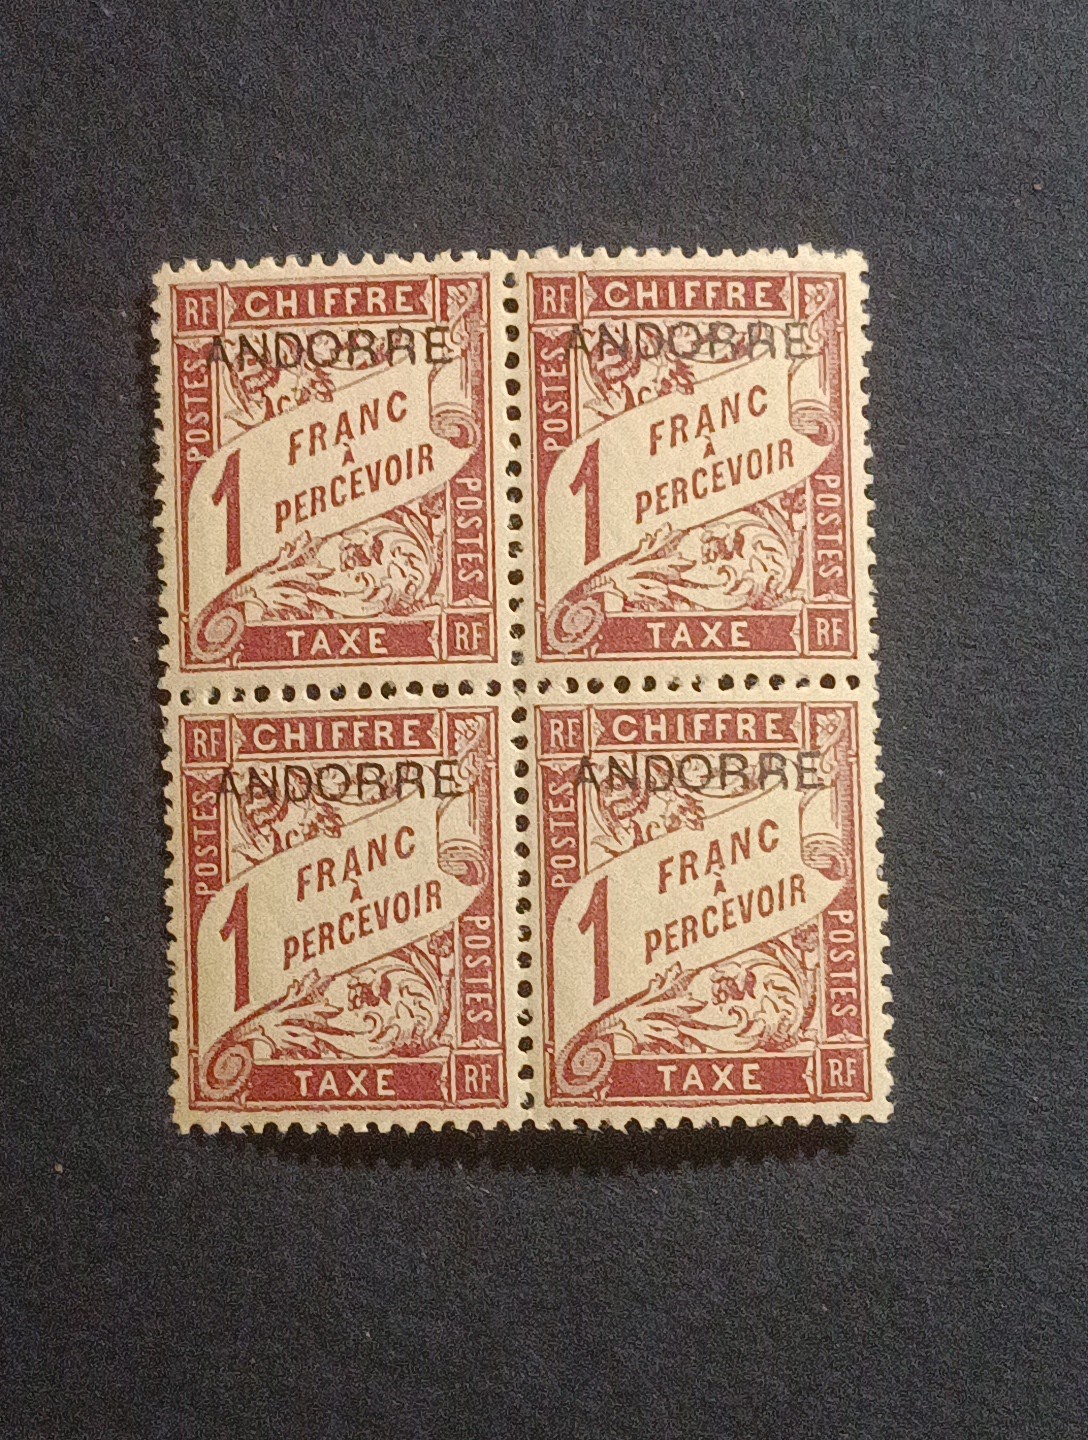 RF CHIFFRE
ANDORRE
POSTES
1 FRANC
À
PERCEVOIR
POSTES
TAXE RF
RF CHIFFRE
ANDORRE
POSTES
1 FRANC
À
PERCEVOIR
POSTES
TAXE RF
RF CHIFFRE
ANDORRE
POSTES
1 FRANC
À
PERCEVOIR
POSTES
TAXE RF
RF CHIFFRE
ANDORRE
POSTES
1 FRANC
À
PERCEVOIR
POSTES
TAXE RF